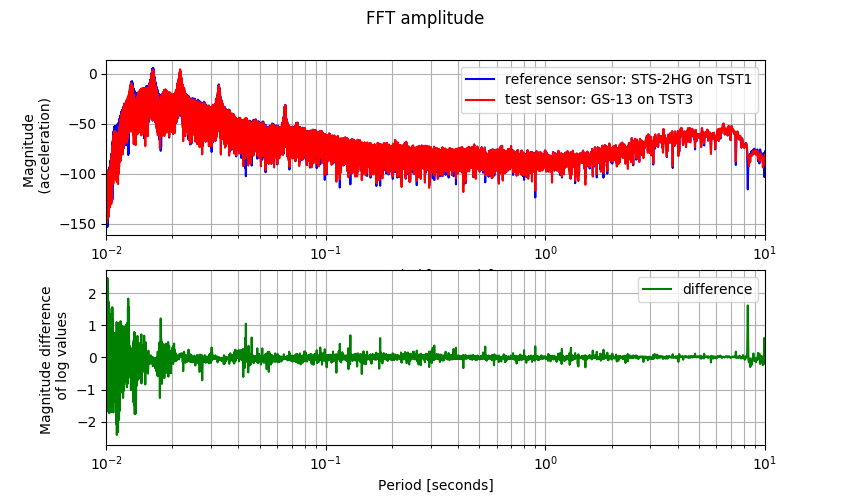 FFT amplitude
Magnitude
(acceleration)
0
−50
−100
−150
reference sensor: STS-2HG on TST1
test sensor: GS-13 on TST3
10⁻² 10⁻¹ 10⁰ 10¹
Magnitude difference
of log values
2
1
0
−1
−2
difference
10⁻² 10⁻¹ 10⁰ 10¹
Period [seconds]